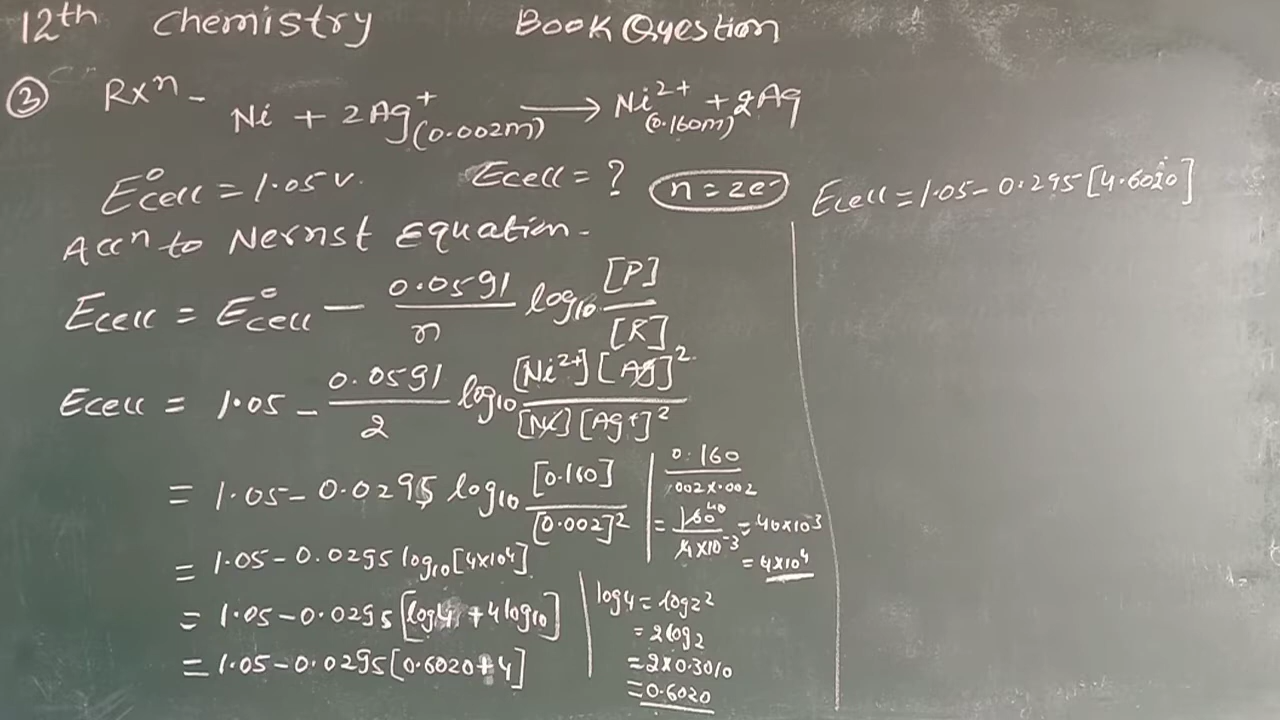 12th Chemistry Book Question
③ Rxⁿ - Ni + 2Ag⁺(0.002m) → Ni²⁺(0.160m) + 2Ag
E°cell = 1.05 v. Ecell = ? n = 2e⁻
Accⁿ to Nernst Equation -
Ecell = E°cell - 0.0591/n log₁₀ [P]/[R]
Ecell = 1.05 - 0.0591/2 log₁₀ [Ni²⁺][Ag]²/[Ni][Ag⁺]²
= 1.05 - 0.0295 log₁₀ [0.160]/[0.002]²
= 1.05 - 0.0295 log₁₀[4×10⁴]
= 1.05 - 0.0295 [log4 + 4log10]
= 1.05 - 0.0295 [0.6020 + 4]
0.160/.002×.002
= 160 40/4×10⁻³ = 40×10³
= 4×10⁴
log4 = log2²
= 2log2
= 2×0.3010
= 0.6020
Ecell = 1.05 - 0.295 [4.6020]